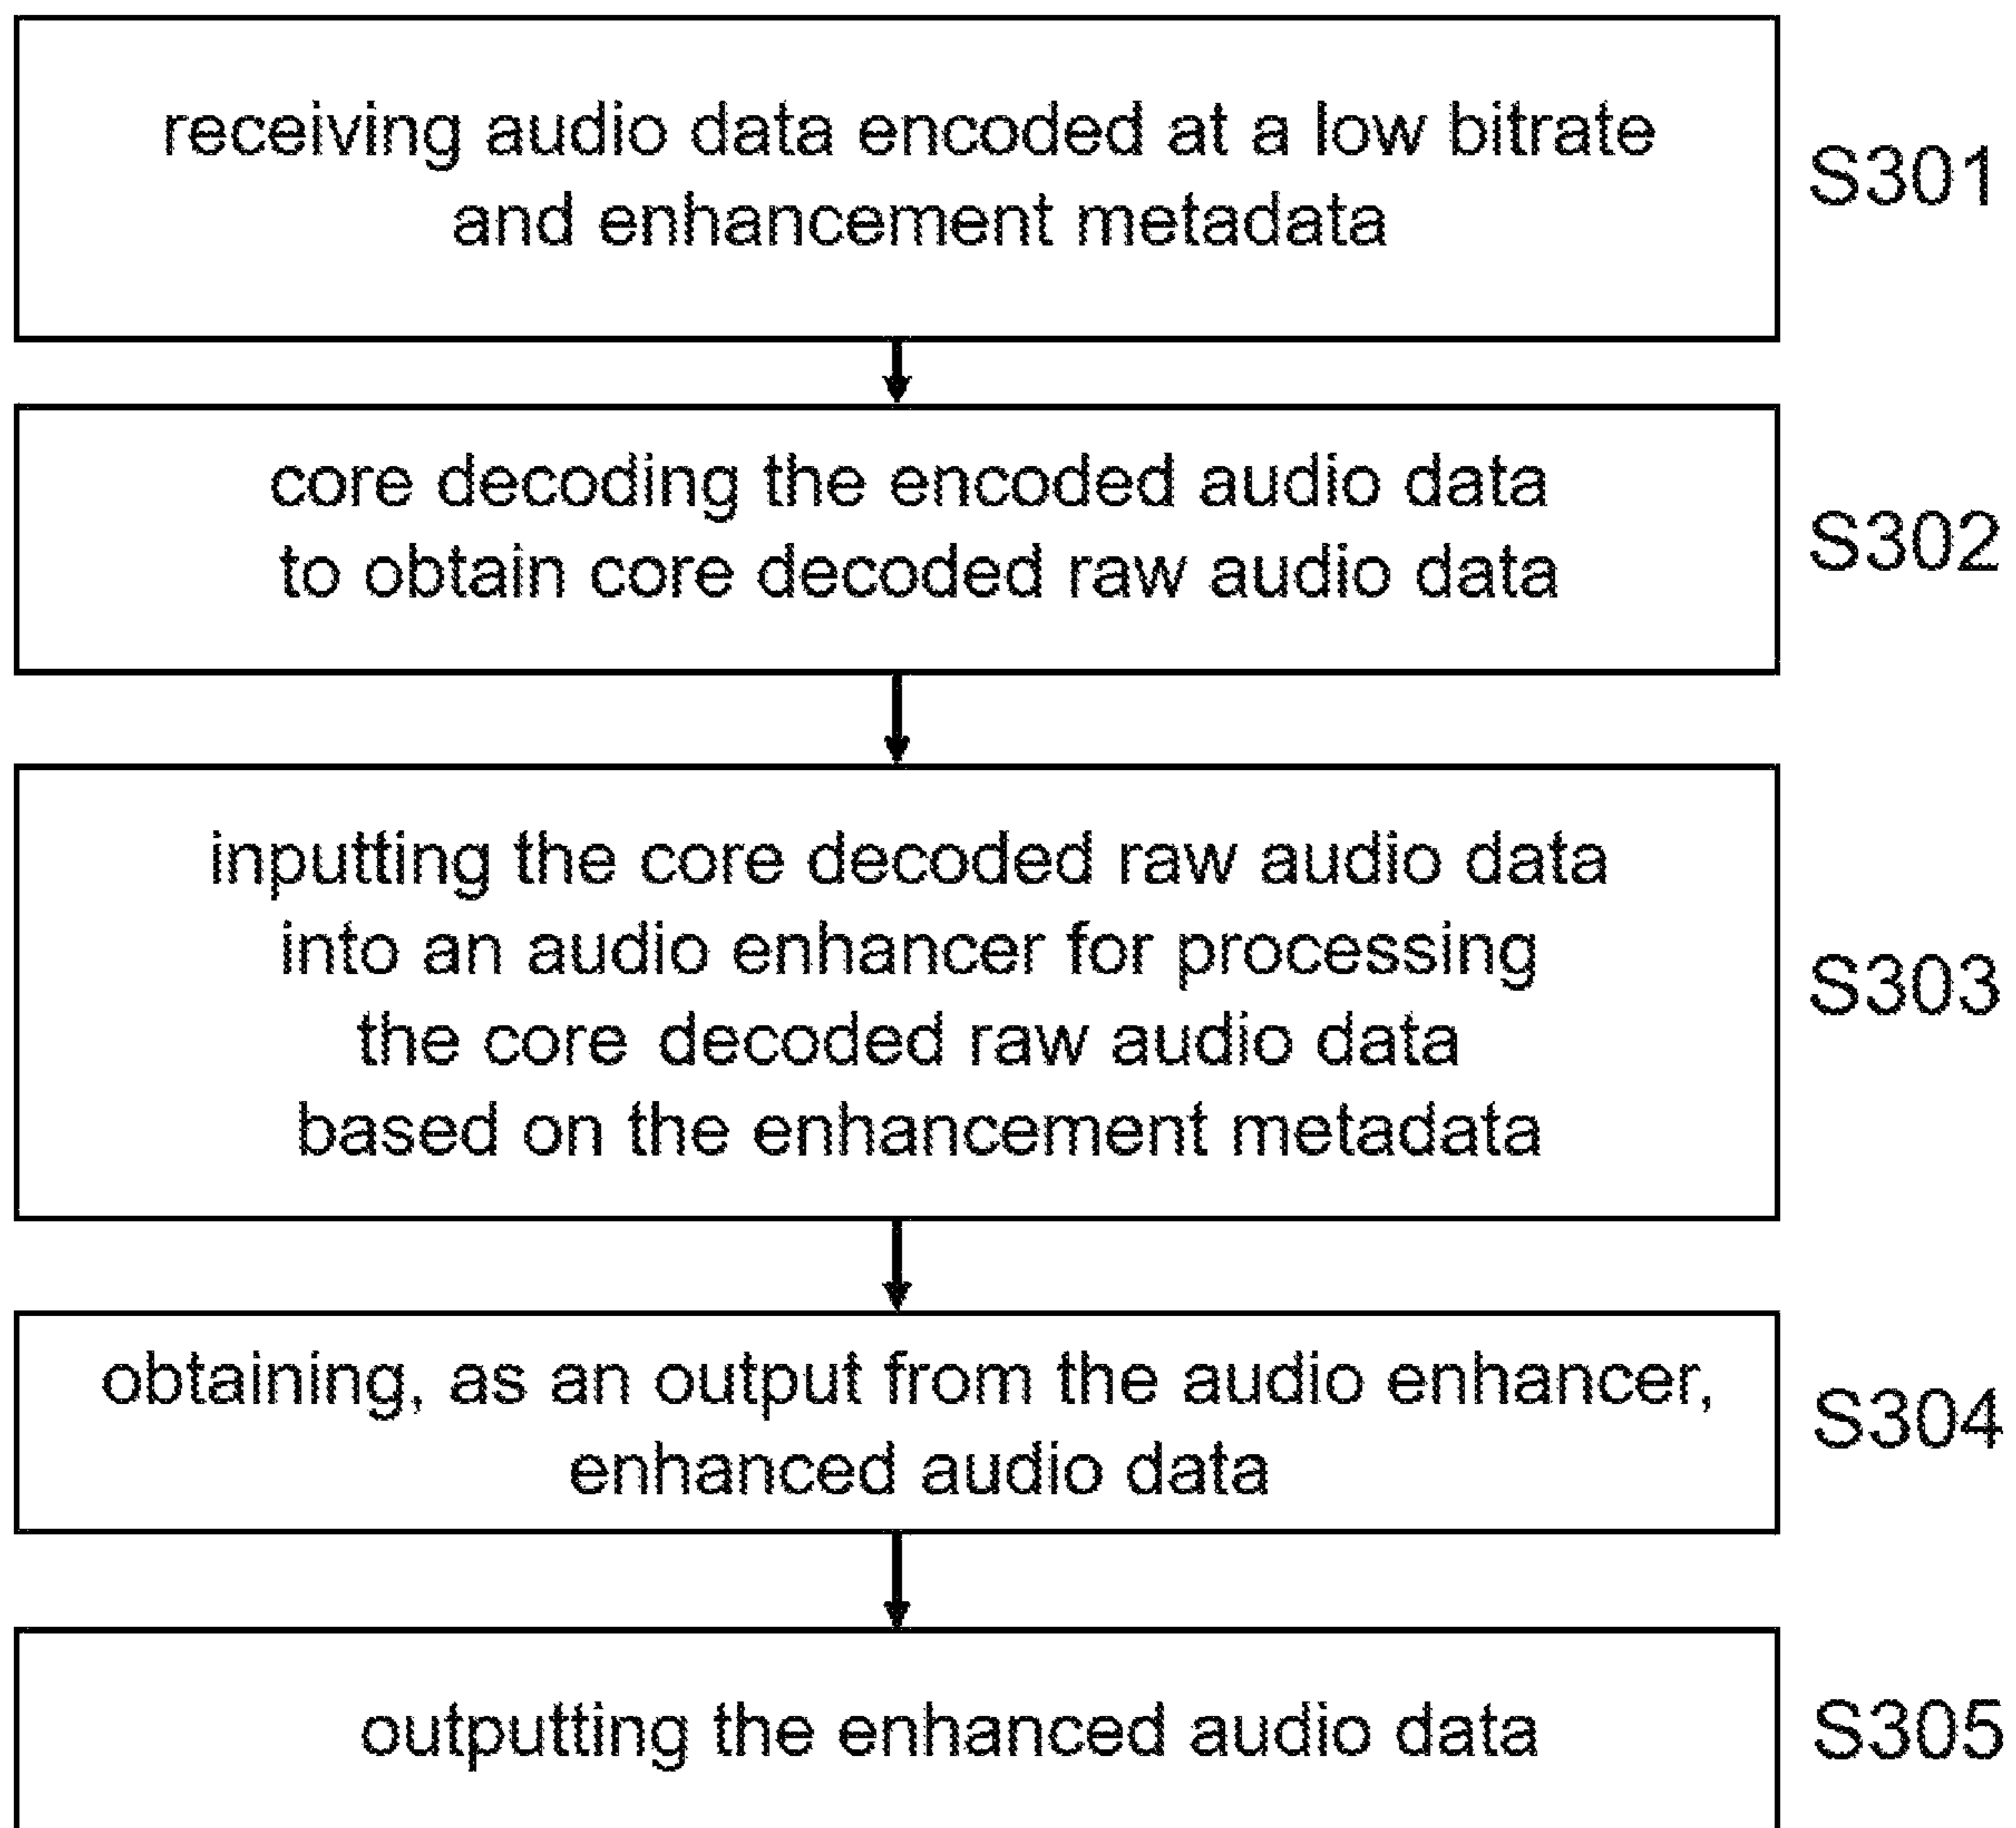 receiving audio data encoded at a low bitrate
and enhancement metadata
S301
core decoding the encoded audio data
to obtain core decoded raw audio data
S302
inputting the core decoded raw audio data
into an audio enhancer for processing
the core decoded raw audio data
based on the enhancement metadata
S303
obtaining, as an output from the audio enhancer,
enhanced audio data
S304
outputting the enhanced audio data
S305